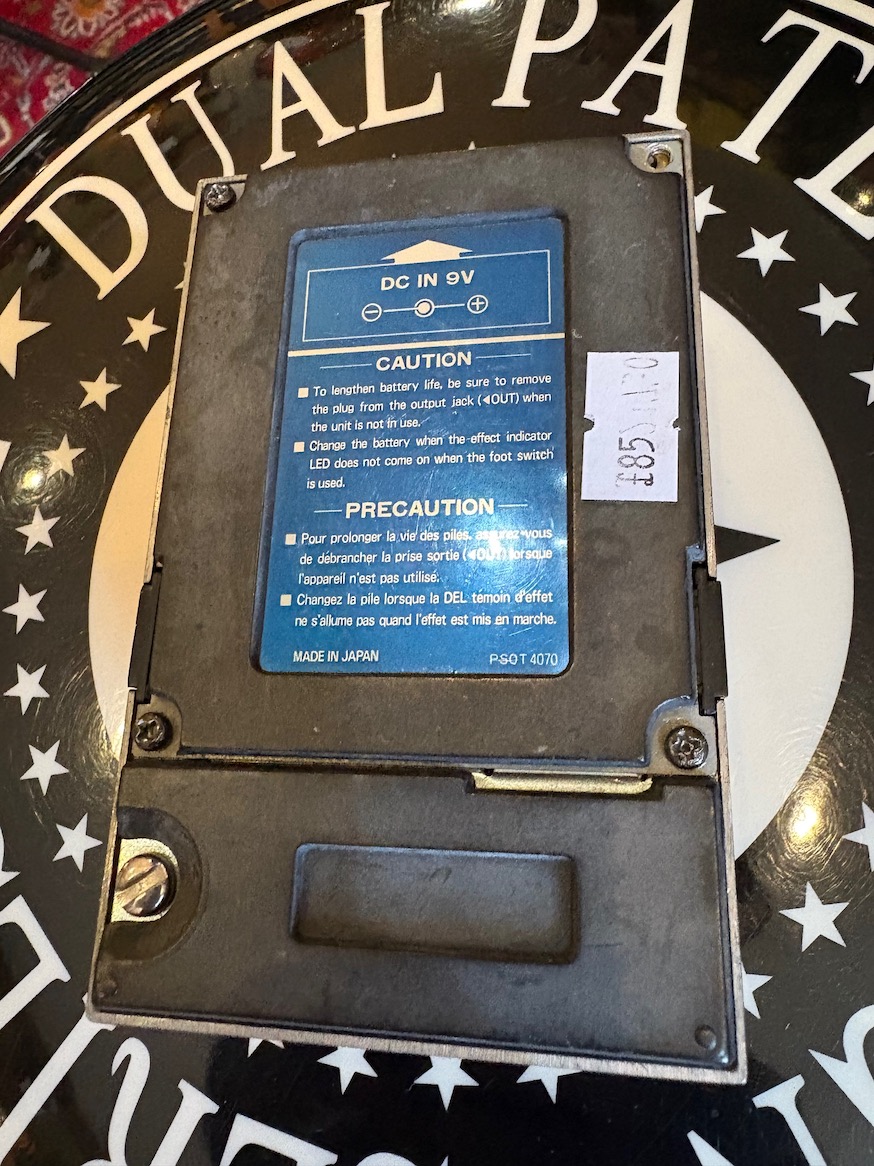 DUAL PAT
DC IN 9V
CAUTION
■ To lengthen battery life, be sure to remove
the plug from the output jack (◀OUT) when
the unit is not in use.
■ Change the battery when the effect indicator
LED does not come on when the foot switch
is used.
PRECAUTION
■ Pour prolonger la vie des piles, assurez-vous
de débrancher la prise sortie (◀OUT) lorsque
l'appareil n'est pas utilisé.
■ Changez la pile lorsque la DEL témoin d'effet
ne s'allume pas quand l'effet est mis en marche.
MADE IN JAPAN
PSOT 4070
£85